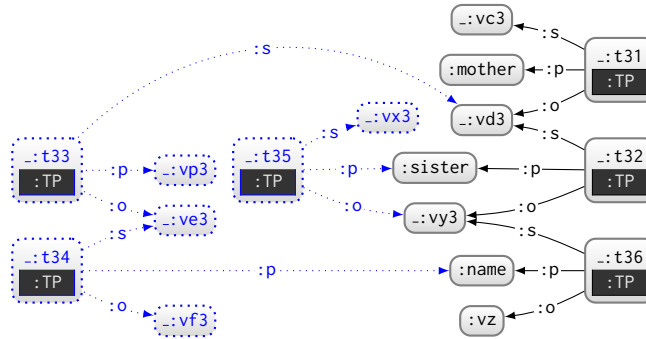 _:vc3
:s
_:t31
:TP
:s
:mother
:p
:o
_:vx3
_:vd3
:s
:s
_:t33
:TP
:p
_:vp3
_:t35
:TP
:p
:sister
:p
_:t32
:TP
:o
_:ve3
:o
_:vy3
:o
:s
:s
_:t34
:TP
:p
:name
:p
_:t36
:TP
:o
_:vf3
:vz
:o